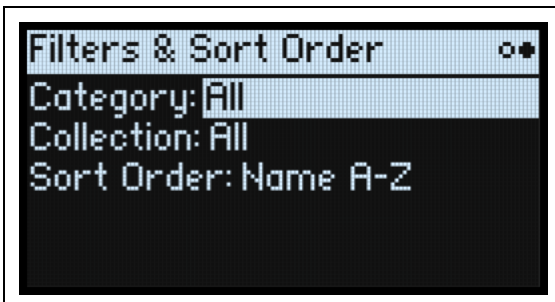 Filters & Sort Order
Category: All
Collection: All
Sort Order: Name A-Z